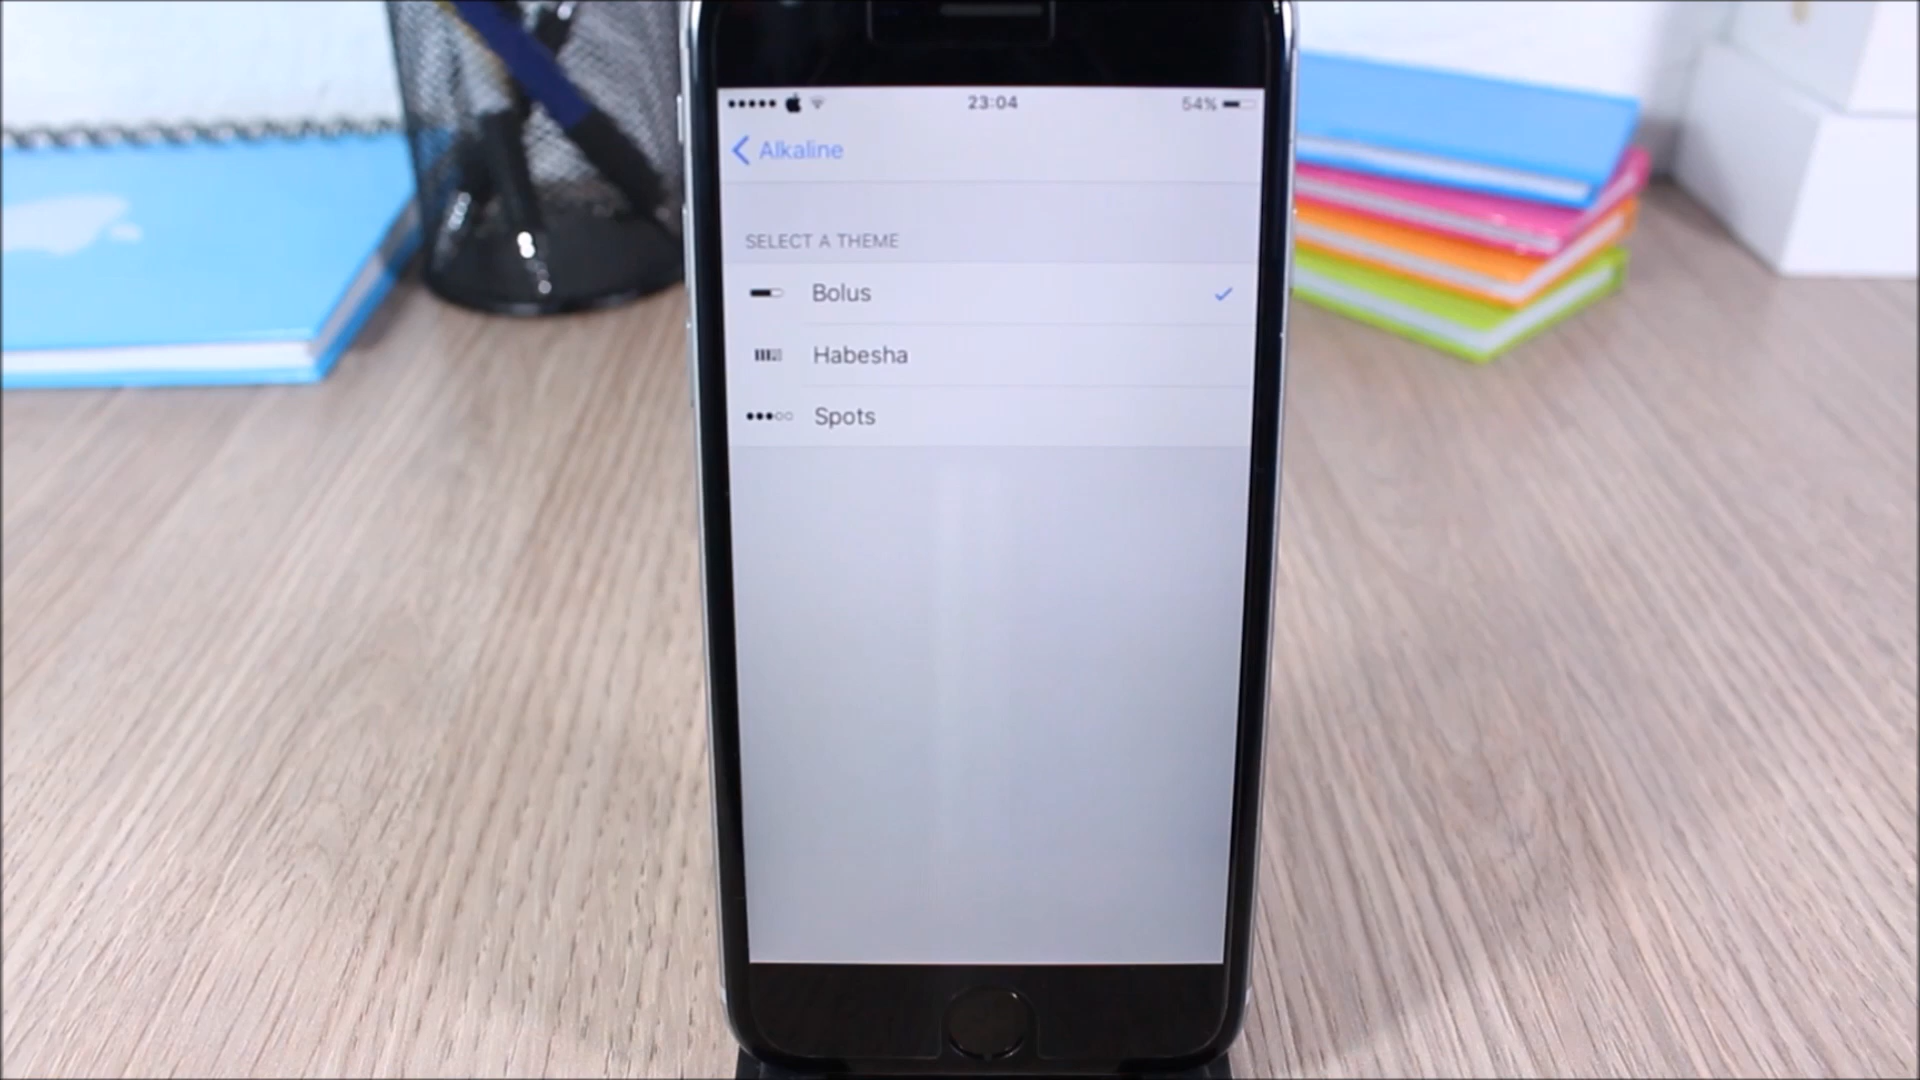 23:04
54%
Alkaline
SELECT A THEME
Bolus
Habesha
Spots